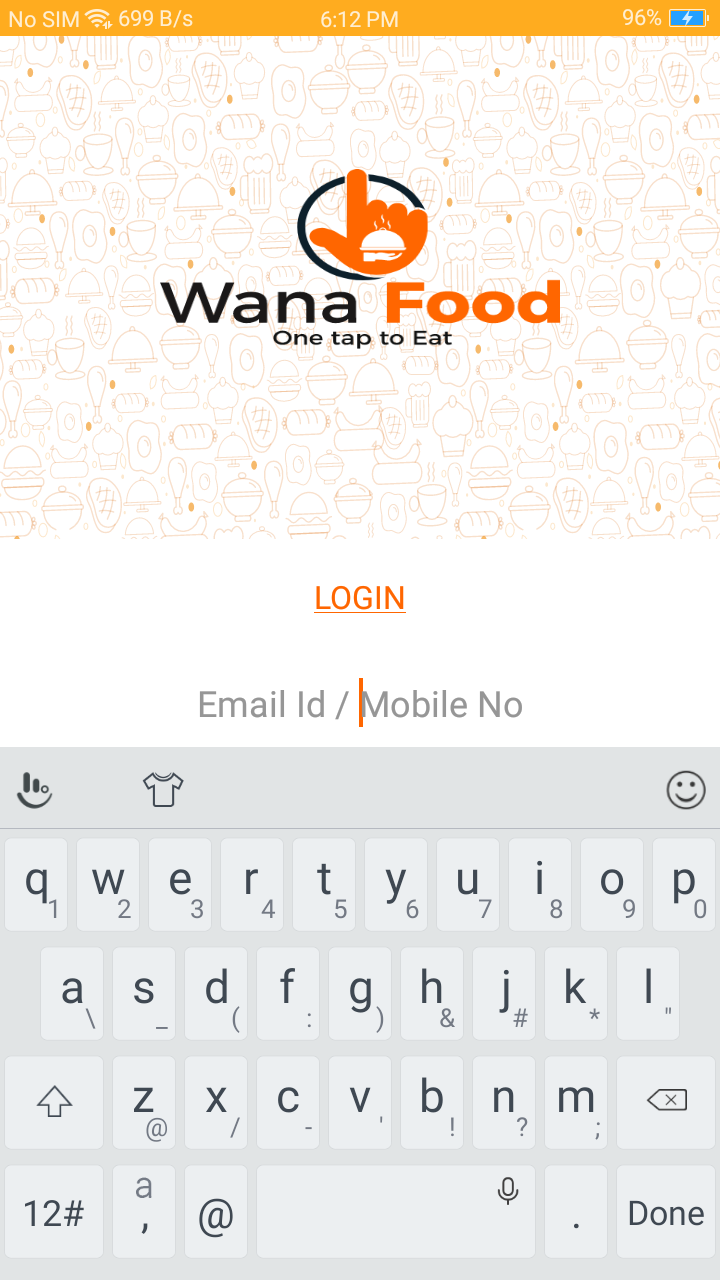 No SIM 699 B/s 6:12 PM 96%
Wana Food
One tap to Eat
LOGIN
Email Id / Mobile No
q 1 w 2 e 3 r 4 t 5 y 6 u 7 i 8 o 9 p 0
a \ s _ d ( f : g ) h & j # k * l "
z @ x / c - v ' b ! n ? m ;
12# a , @ . Done